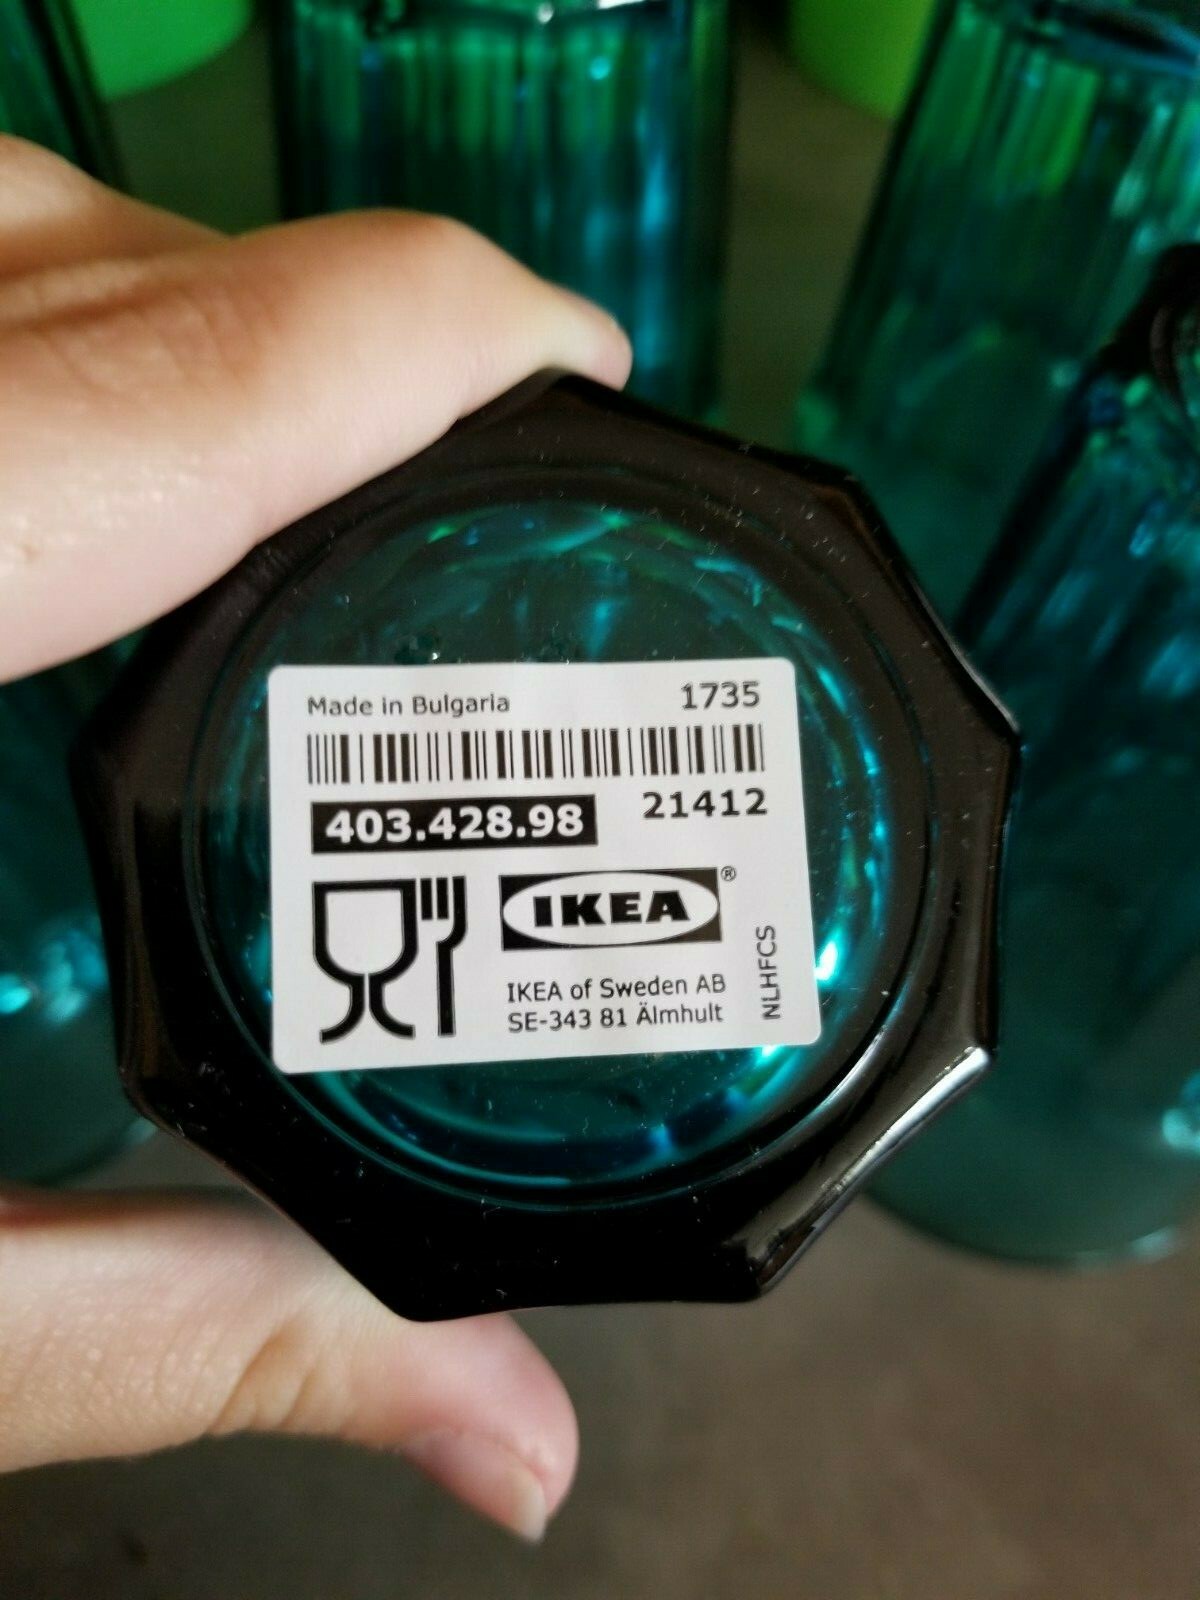 Made in Bulgaria 1735
403.428.98 21412
IKEA®
IKEA of Sweden AB
SE-343 81 Älmhult
NLHFCS